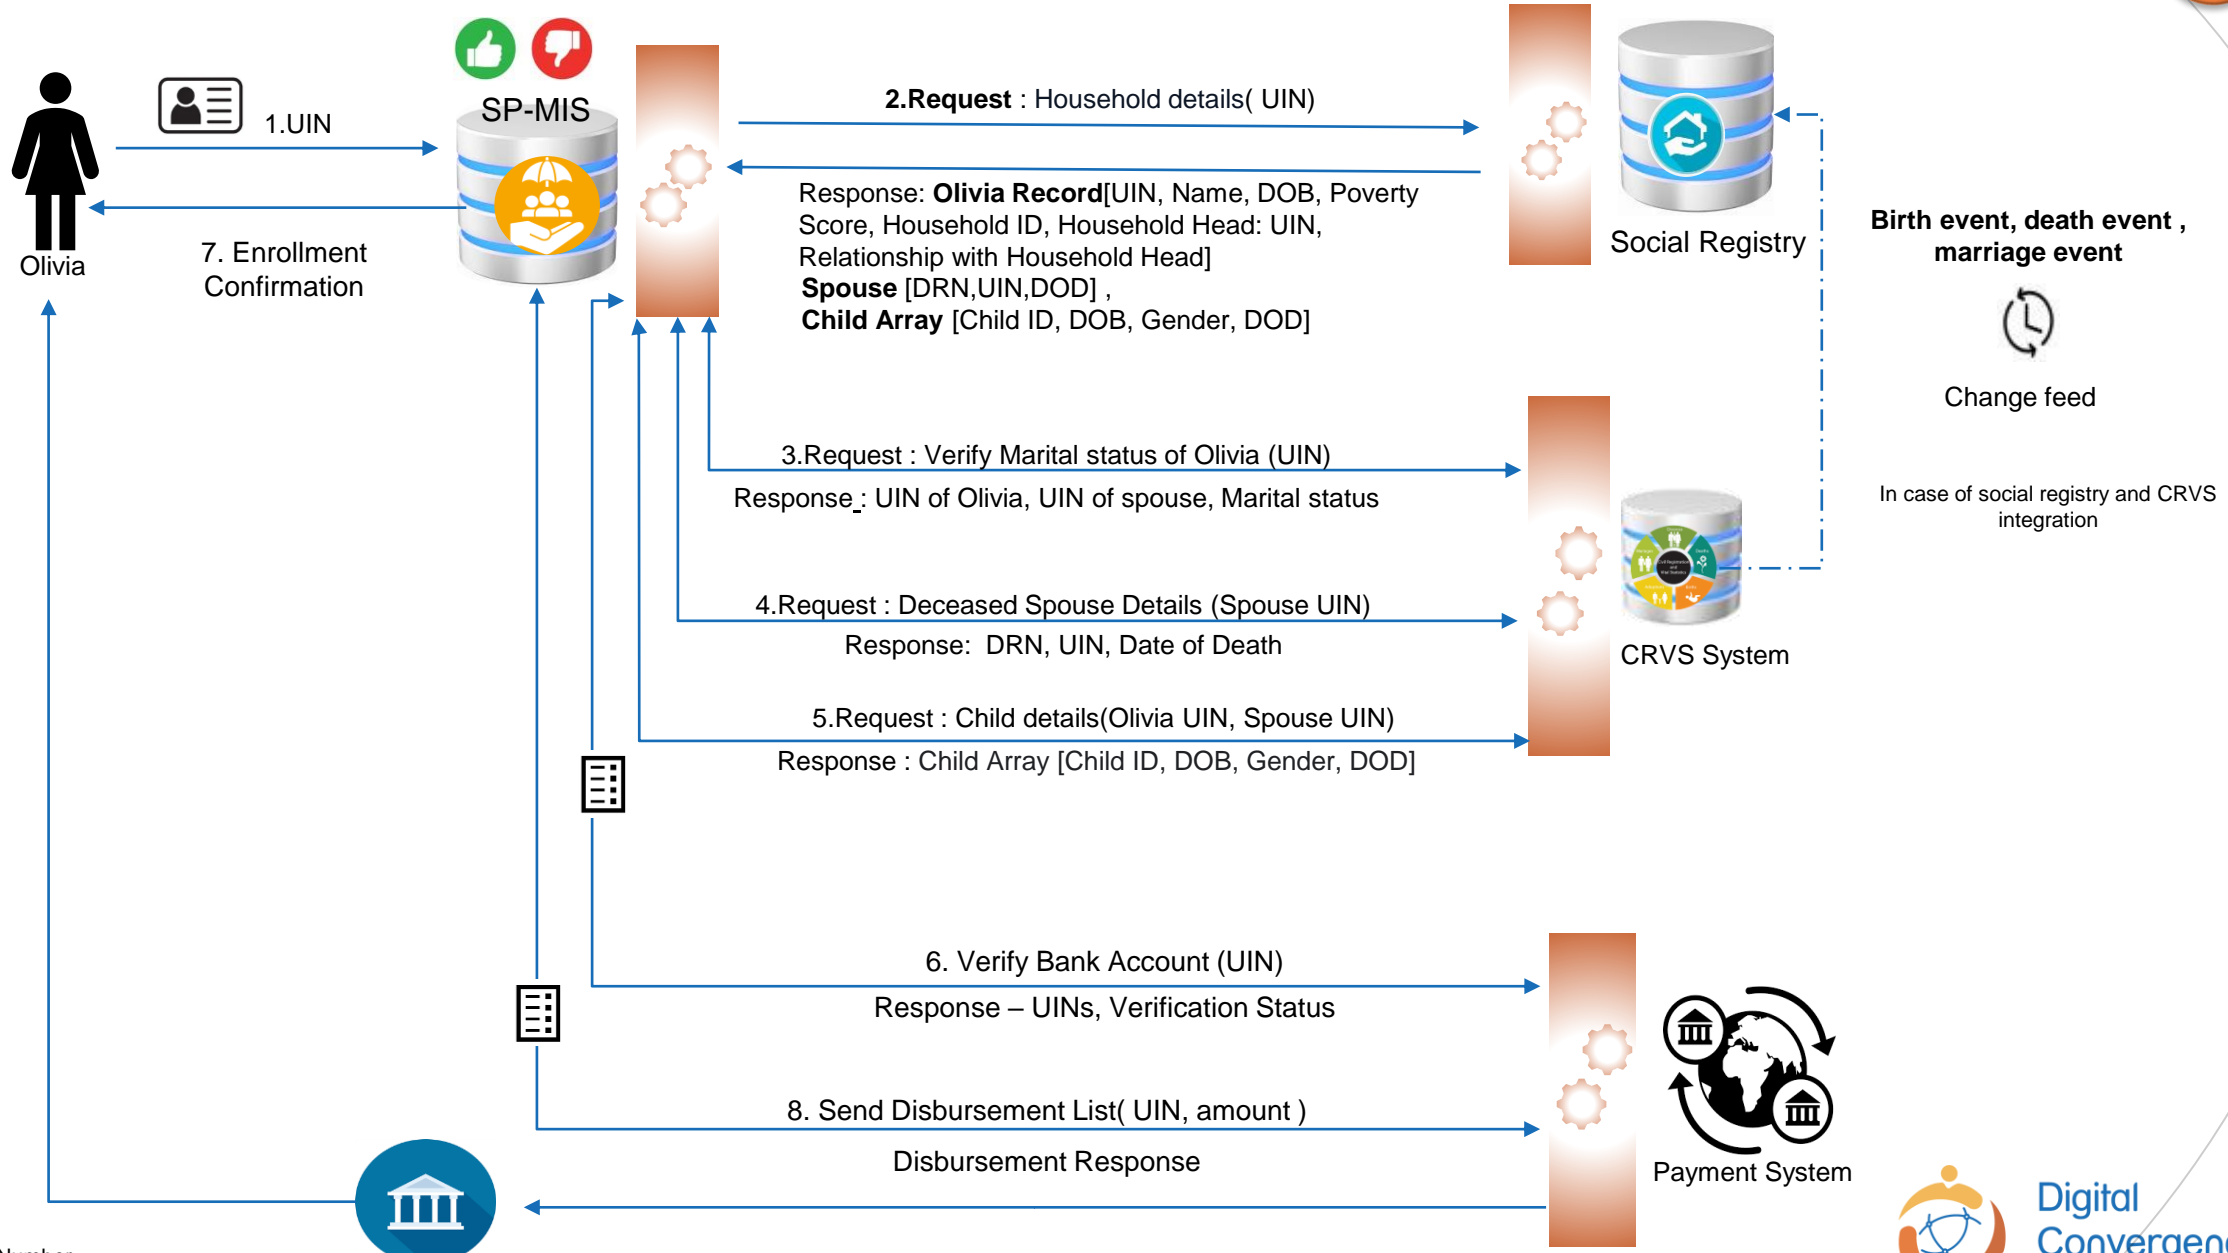 SP-MIS
1.UIN
Olivia
7. Enrollment
Confirmation
2.Request : Household details( UIN)
Response: Olivia Record[UIN, Name, DOB, Poverty
Score, Household ID, Household Head: UIN,
Relationship with Household Head]
Spouse [DRN,UIN,DOD] ,
Child Array [Child ID, DOB, Gender, DOD]
Social Registry
Birth event, death event ,
marriage event
Change feed
In case of social registry and CRVS
integration
3.Request : Verify Marital status of Olivia (UIN)
Response : UIN of Olivia, UIN of spouse, Marital status
4.Request : Deceased Spouse Details (Spouse UIN)
Response: DRN, UIN, Date of Death
CRVS System
5.Request : Child details(Olivia UIN, Spouse UIN)
Response : Child Array [Child ID, DOB, Gender, DOD]
6. Verify Bank Account (UIN)
Response – UINs, Verification Status
8. Send Disbursement List( UIN, amount )
Disbursement Response
Payment System
Digital